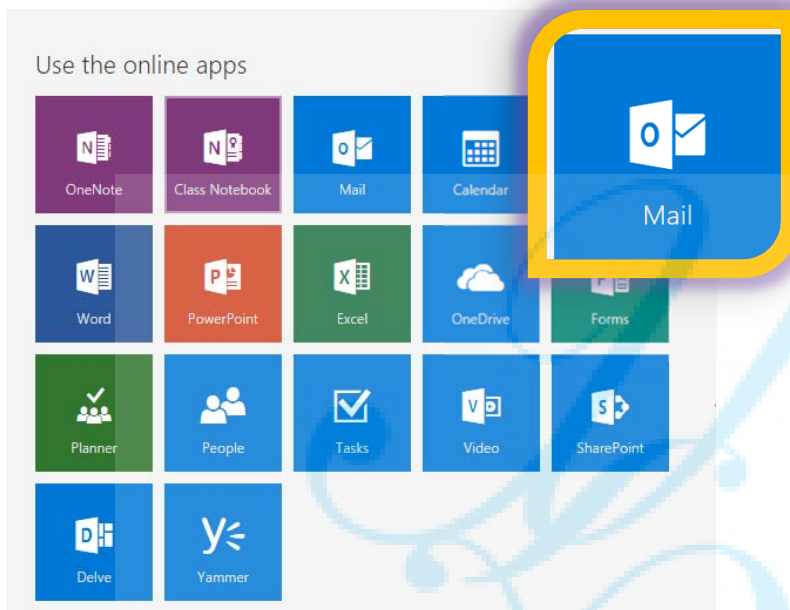 Use the online apps
OneNote
Class Notebook
Mail
Calendar
Mail
Word
PowerPoint
Excel
OneDrive
Forms
Planner
People
Tasks
Video
SharePoint
Delve
Yammer